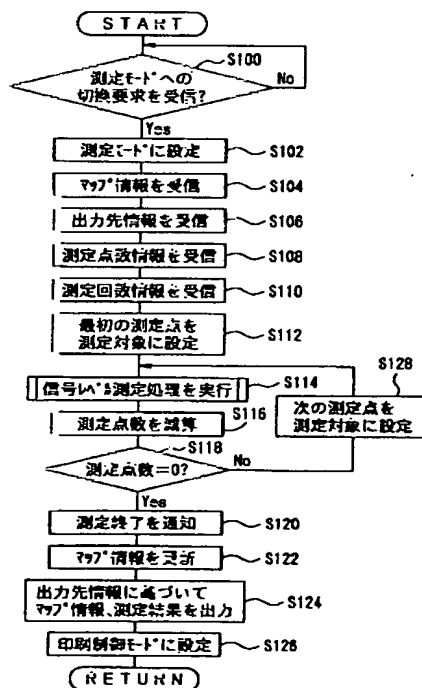 START
S100
測定モードへの
切換要求を受信?
No
Yes
測定モードに設定
S102
マップ情報を受信
S104
出力先情報を受信
S106
測定点数情報を受信
S108
測定回数情報を受信
S110
最初の測定点を
測定対象に設定
S112
信号レベル測定処理を実行
S114
S128
次の測定点を
測定対象に設定
測定点数を減算
S116
S118
測定点数=0?
No
Yes
測定終了を通知
S120
マップ情報を更新
S122
出力先情報に基づいて
マップ情報、測定結果を出力
S124
印刷制御モードに設定
S126
RETURN